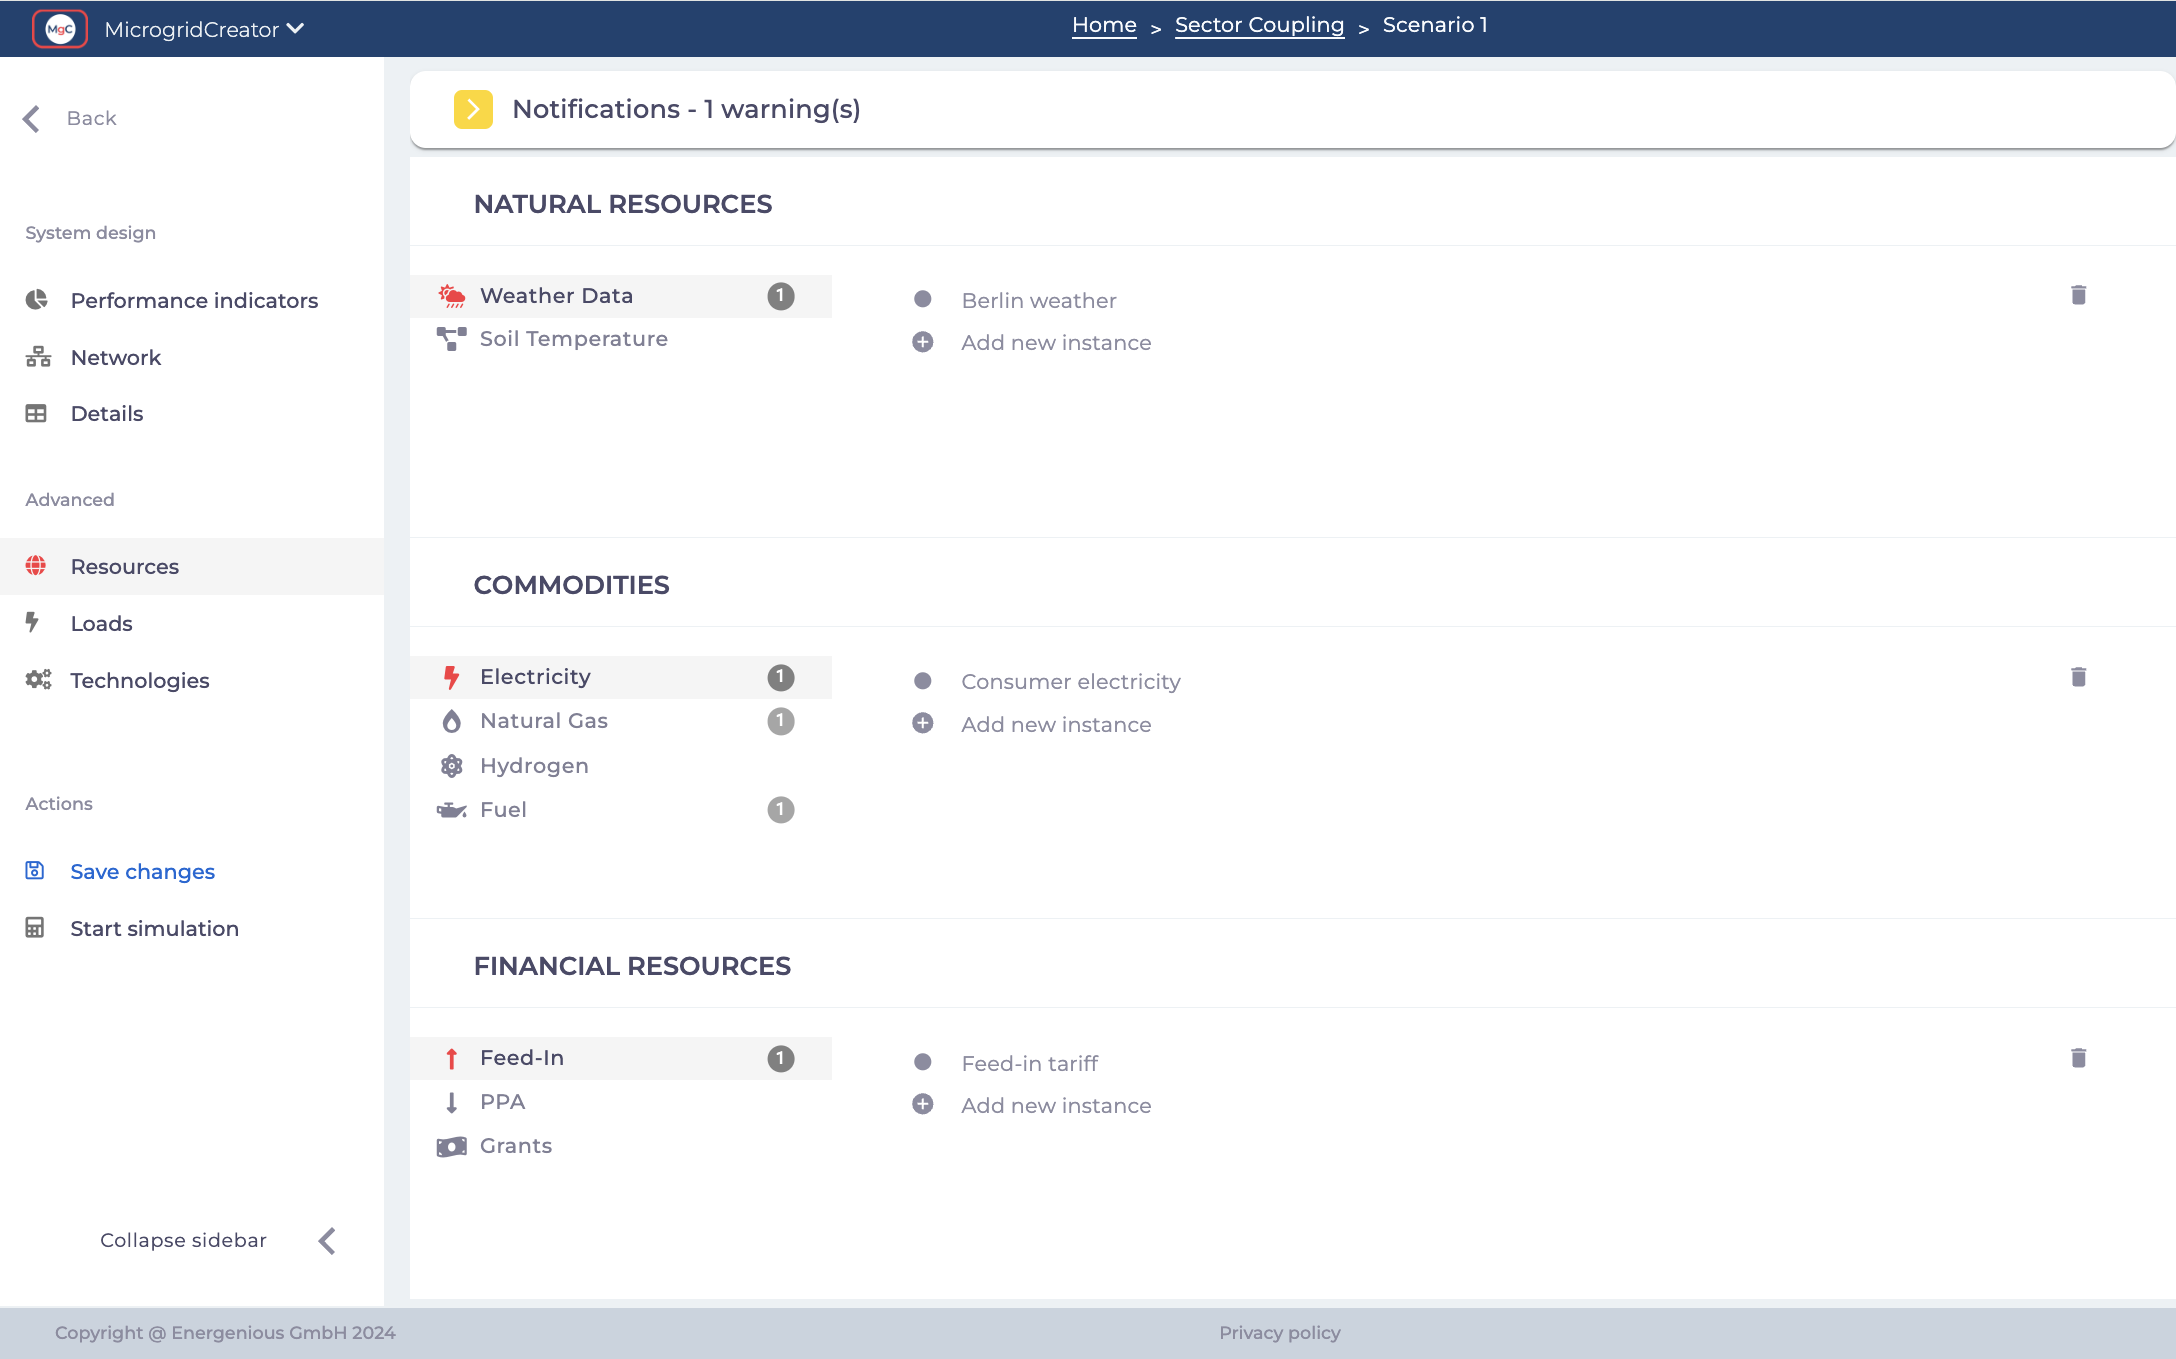 MgC MicrogridCreator
Home > Sector Coupling > Scenario 1
Back
System design
Performance indicators
Network
Details
Advanced
Resources
Loads
Technologies
Actions
Save changes
Start simulation
Collapse sidebar
Notifications - 1 warning(s)
NATURAL RESOURCES
Weather Data 1
Soil Temperature
Berlin weather
Add new instance
COMMODITIES
Electricity 1
Natural Gas 1
Hydrogen
Fuel 1
Consumer electricity
Add new instance
FINANCIAL RESOURCES
Feed-In 1
PPA
Grants
Feed-in tariff
Add new instance
Copyright @ Energenious GmbH 2024
Privacy policy